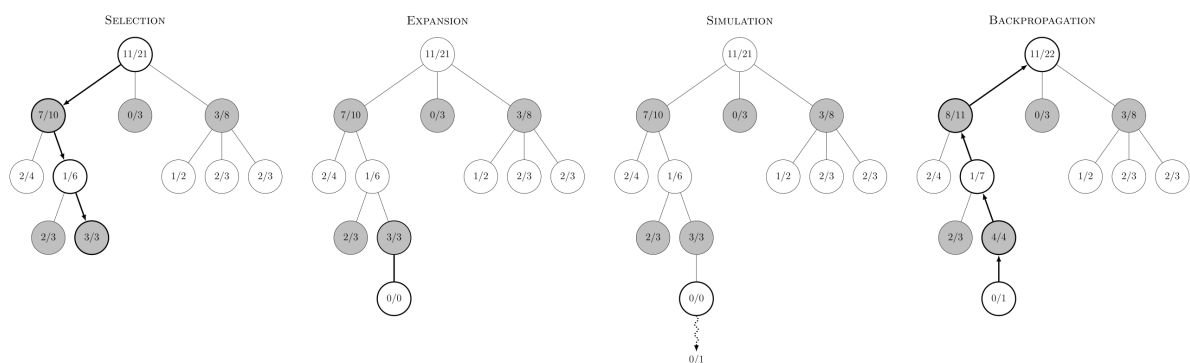 SELECTION
11/21
7/10 0/3 3/8
2/4 1/6 1/2 2/3 2/3
2/3 3/3
EXPANSION
11/21
7/10 0/3 3/8
2/4 1/6 1/2 2/3 2/3
2/3 3/3
0/0
SIMULATION
11/21
7/10 0/3 3/8
2/4 1/6 1/2 2/3 2/3
2/3 3/3
0/0
0/1
BACKPROPAGATION
11/22
8/11 0/3 3/8
2/4 1/7 1/2 2/3 2/3
2/3 4/4
0/1